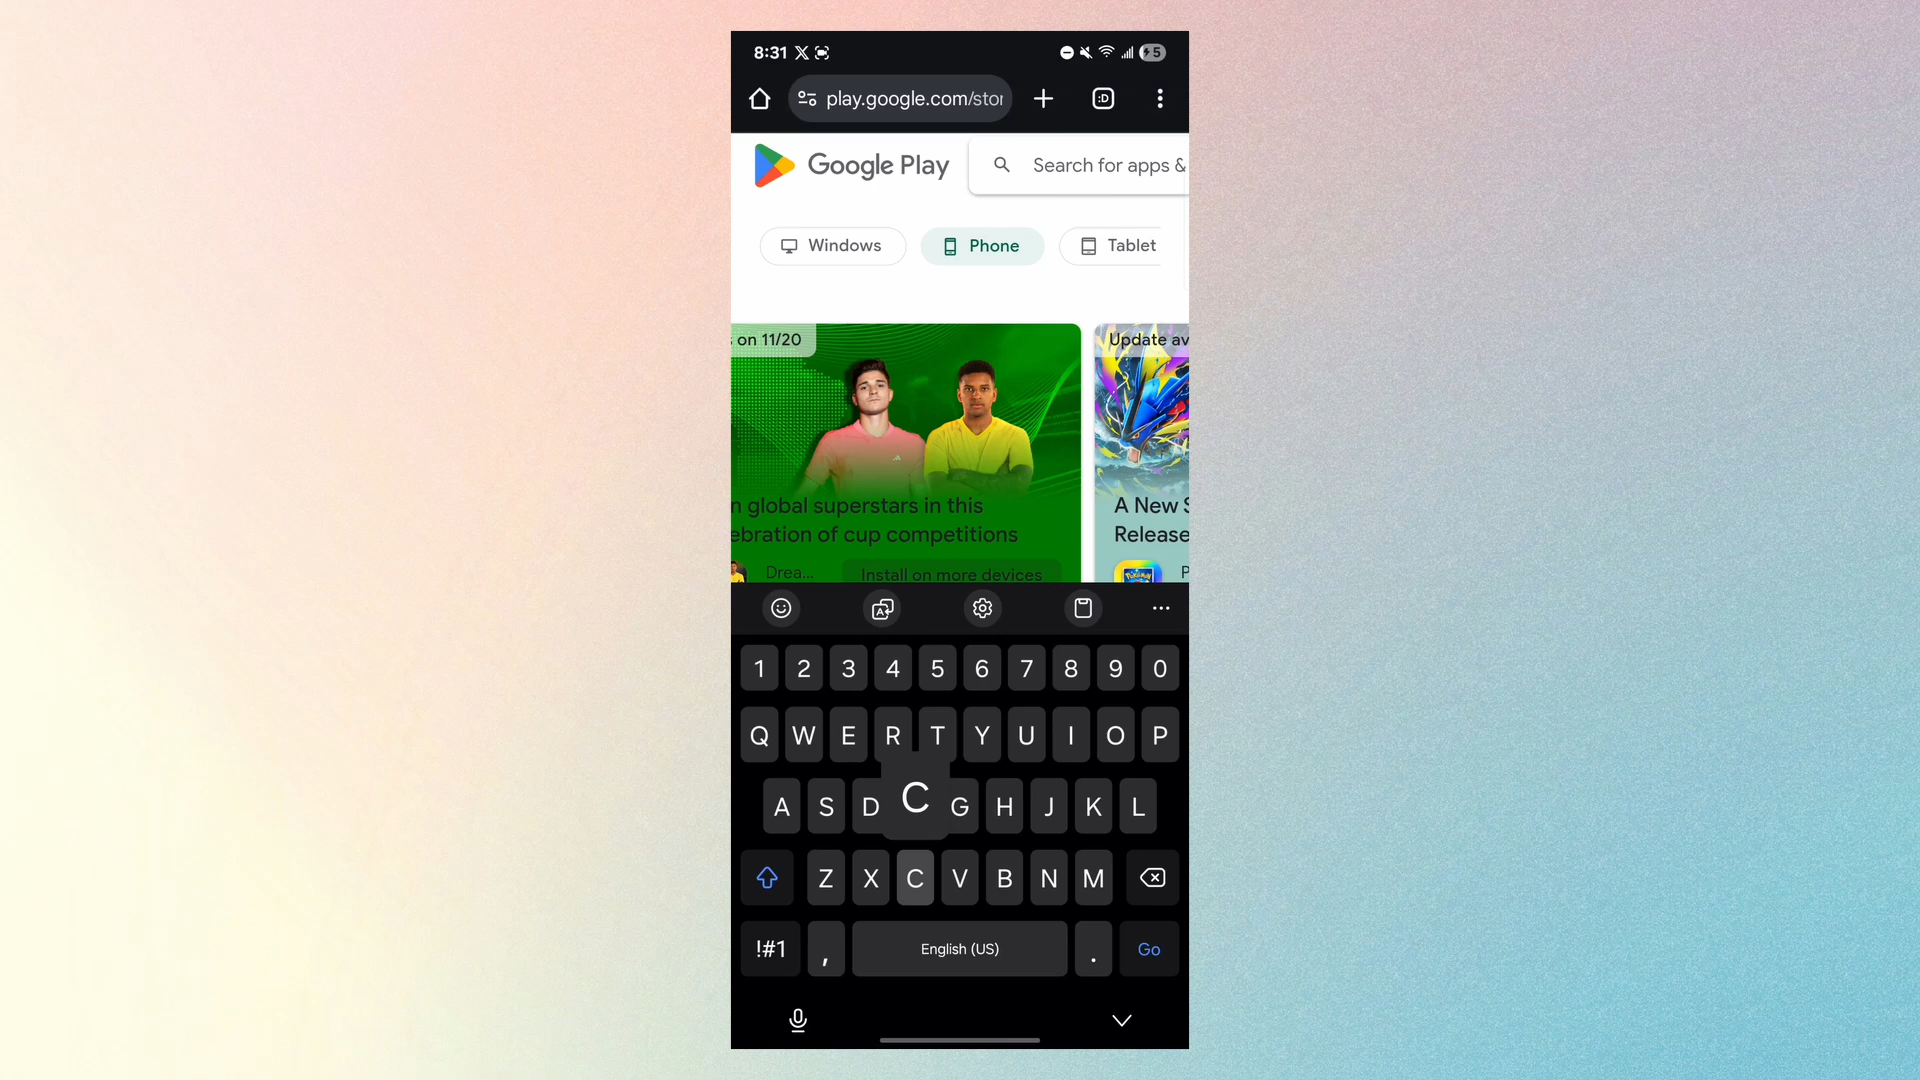 8:31
5
play.google.com/stor
:D
Google Play
Search for apps &
Windows
Phone
Tablet
on 11/20
Update av
n global superstars in this
ebration of cup competitions
A New S
Release
Drea...
Install on more devices
POKÉMON
P
1 2 3 4 5 6 7 8 9 0
Q W E R T Y U I O P
A S D C G H J K L
Z X C V B N M
!#1 , English (US) . Go